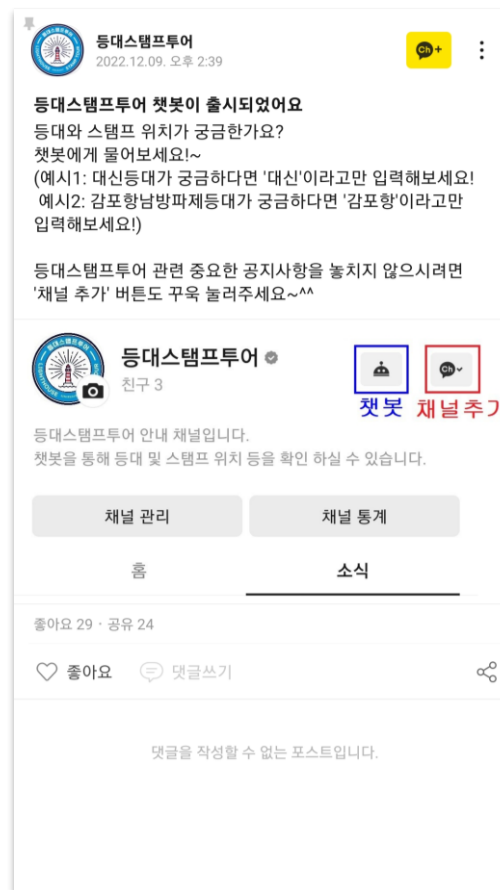 등대스탬프투어
2022.12.09. 오후 2:39
Ch+
등대스탬프투어 챗봇이 출시되었어요
등대와 스탬프 위치가 궁금한가요?
챗봇에게 물어보세요!~
(예시1: 대신등대가 궁금하다면 '대신'이라고만 입력해보세요!
예시2: 감포항남방파제등대가 궁금하다면 '감포항'이라고만
입력해보세요!)
등대스탬프투어 관련 중요한 공지사항을 놓치지 않으시려면
'채널 추가' 버튼도 꾸욱 눌러주세요~^^
등대스탬프투어
친구 3
Ch
챗봇 채널추가
등대스탬프투어 안내 채널입니다.
챗봇을 통해 등대 및 스탬프 위치 등을 확인 하실 수 있습니다.
채널 관리 채널 통계
홈 소식
좋아요 29 · 공유 24
좋아요 댓글쓰기
댓글을 작성할 수 없는 포스트입니다.